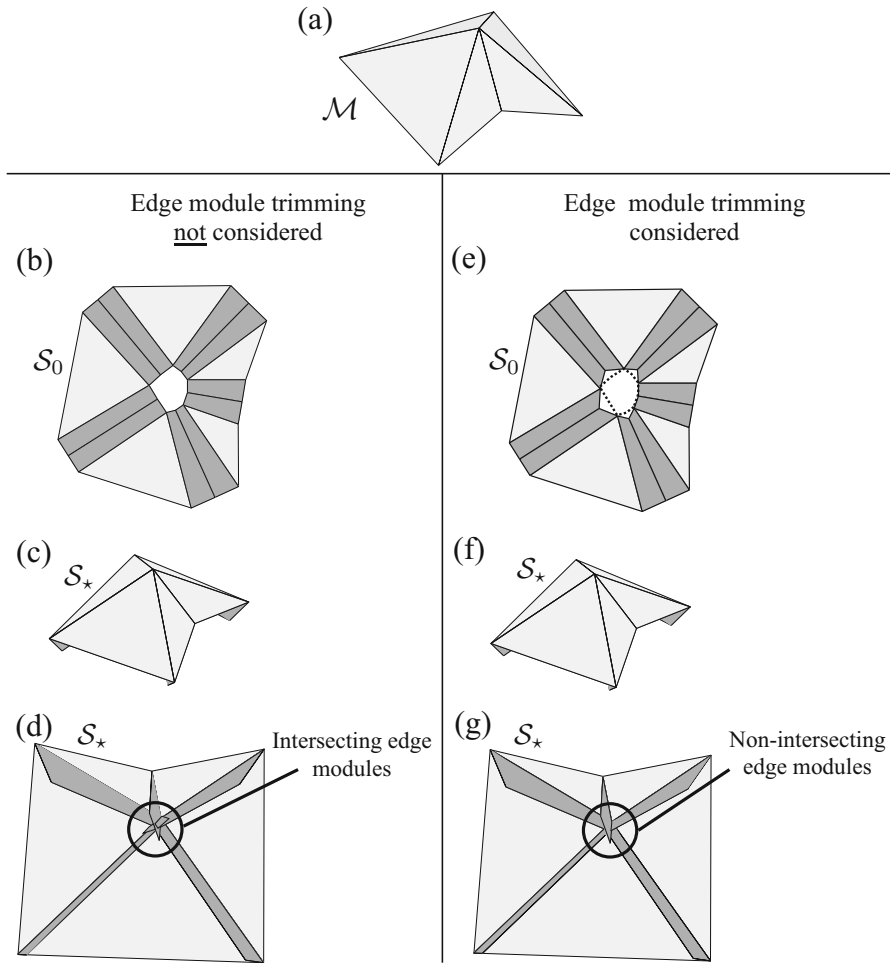 (a)
ℳ
Edge module trimming
not considered
(b)
𝒮₀
(c)
𝒮⋆
(d)
𝒮⋆
Intersecting edge
modules
Edge module trimming
considered
(e)
𝒮₀
(f)
𝒮⋆
(g)
𝒮⋆
Non-intersecting
edge modules